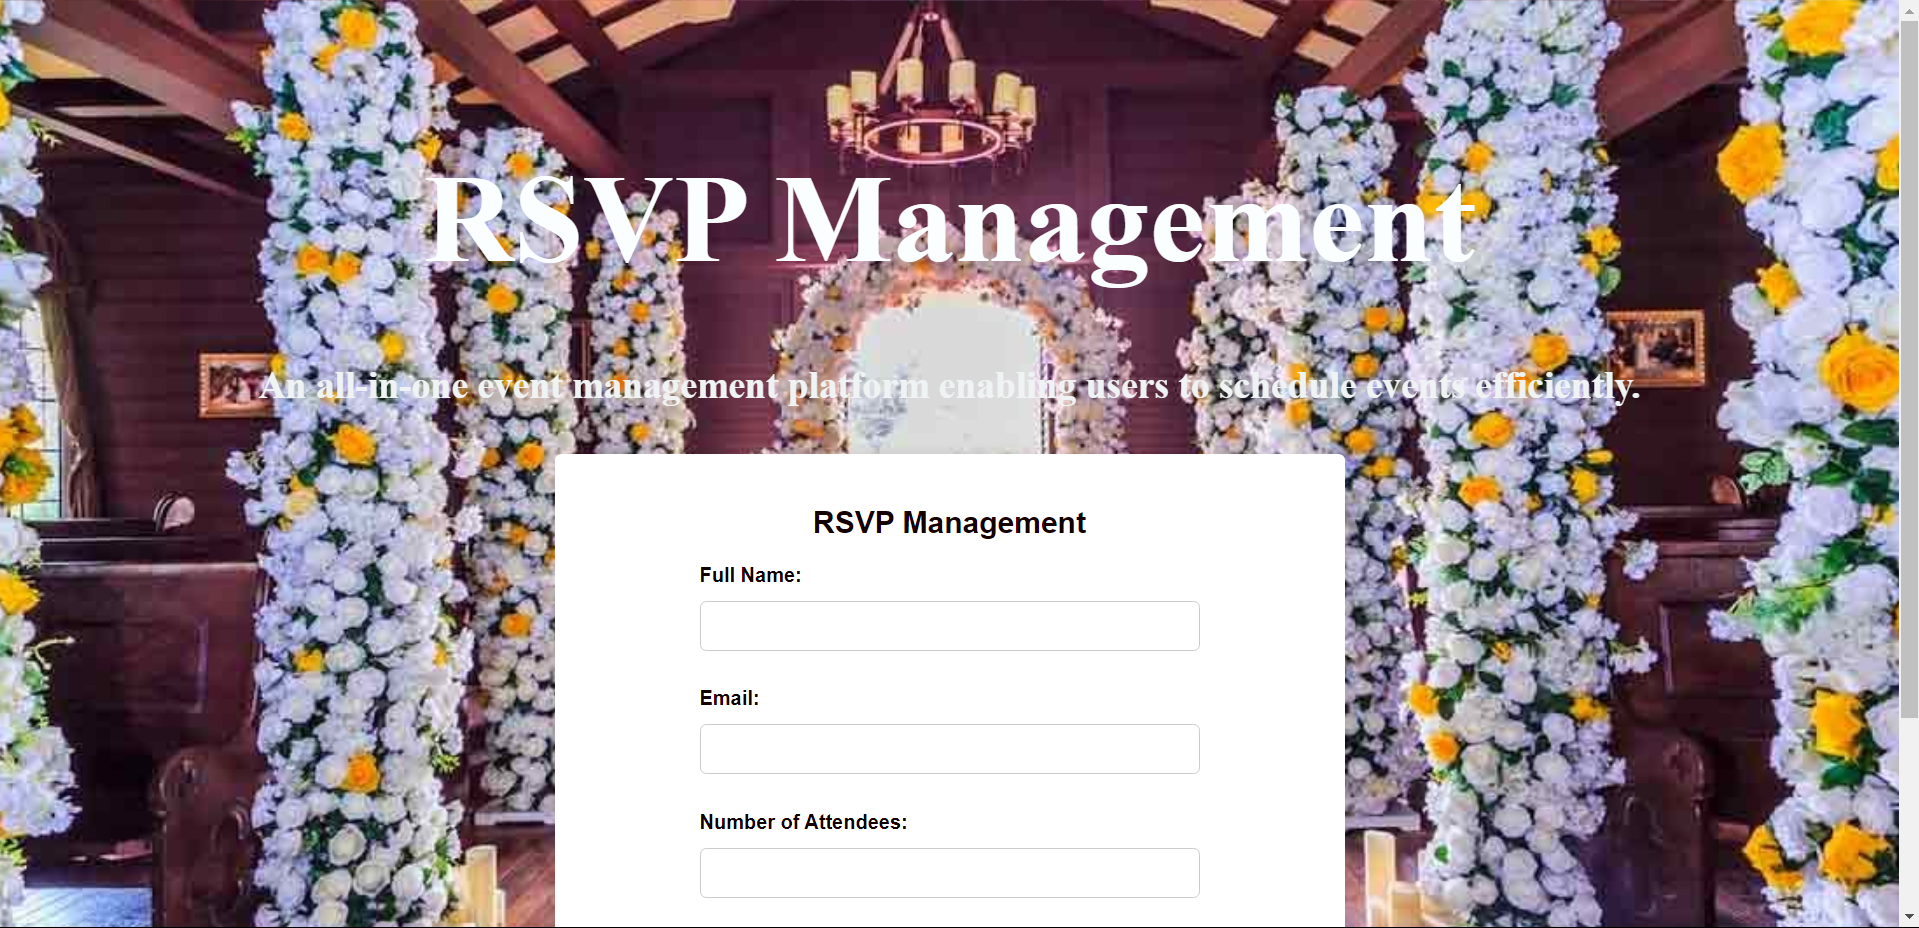 RSVP Management
An all-in-one event management platform enabling users to schedule events efficiently.
RSVP Management
Full Name:
Email:
Number of Attendees: